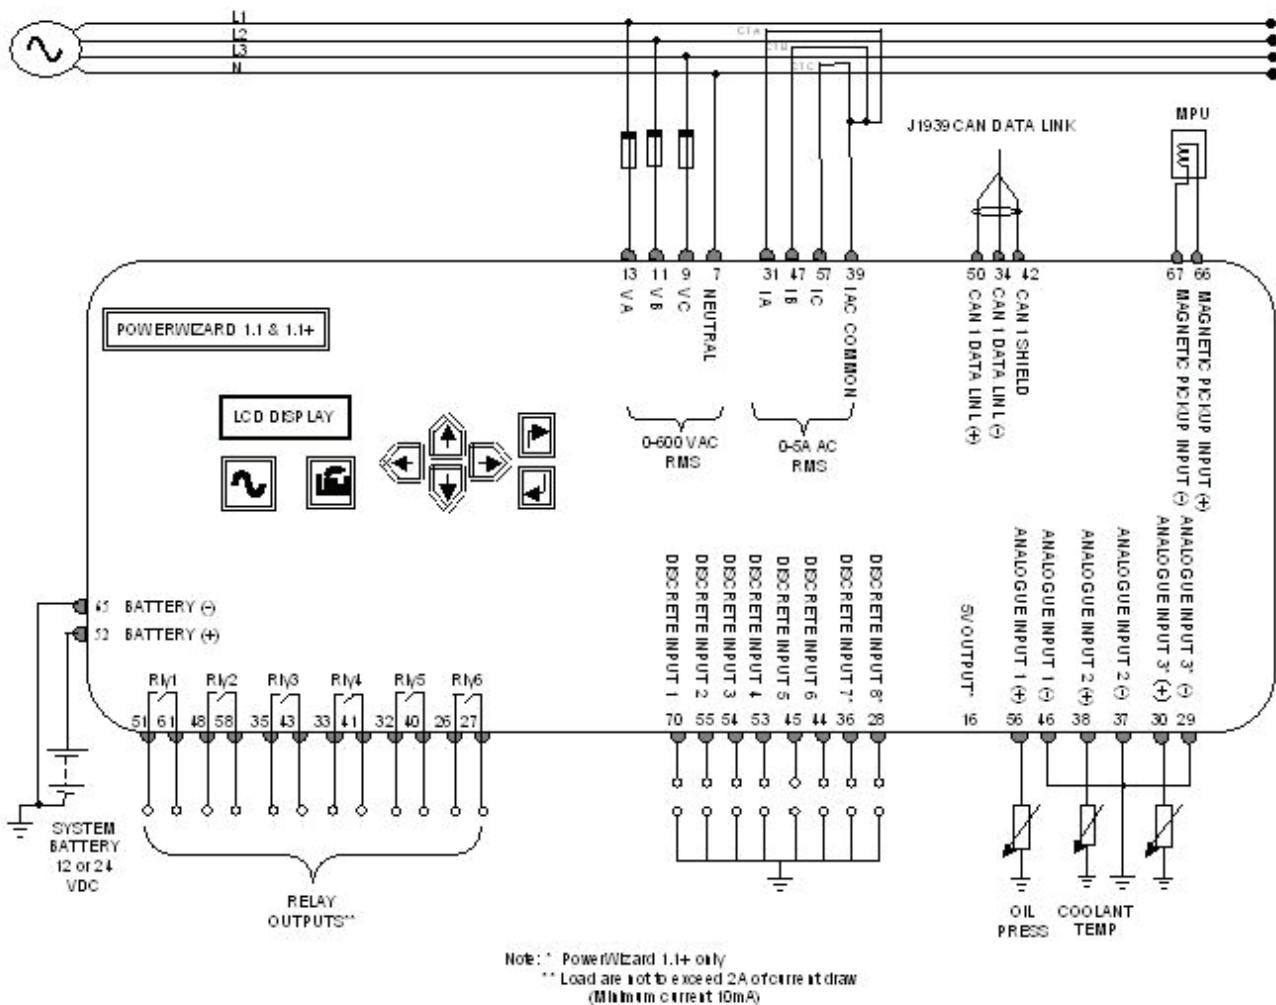 L1
L2
L3
N
CTA
CTB
CTC
J1939 CAN DATA LINK
MPU
13 11 9 7 31 47 57 39 50 34 42 67 66
VA
VB
VC
NEUTRAL
IA
IB
IC
IAC COMMON
CAN 1 DATA LINL (+)
CAN 1 DATA LINL (-)
CAN 1 SHIELD
MAGNETIC PICKUP INPUT (-)
MAGNETIC PICKUP INPUT (+)
POWERWIZARD 1.1 & 1.1+
LCD DISPLAY
0-600 VAC
RMS
0-5A AC
RMS
65 BATTERY (-)
52 BATTERY (+)
DISCRETE INPUT 1
DISCRETE INPUT 2
DISCRETE INPUT 3
DISCRETE INPUT 4
DISCRETE INPUT 5
DISCRETE INPUT 6
DISCRETE INPUT 7*
DISCRETE INPUT 8*
5V OUTPUT*
ANALOGUE INPUT 1 (+)
ANALOGUE INPUT 1 (-)
ANALOGUE INPUT 2 (+)
ANALOGUE INPUT 2 (-)
ANALOGUE INPUT 3* (+)
ANALOGUE INPUT 3* (-)
Rly1 Rly2 Rly3 Rly4 Rly5 Rly6
51 61 48 58 35 43 33 41 32 40 26 27
70 55 54 53 45 44 36 28
16 56 46 38 37 30 29
SYSTEM
BATTERY
12 or 24
VDC
RELAY
OUTPUTS**
OIL
PRESS
COOLANT
TEMP
Note: * PowerWizard 1.1+ only
** Load are not to exceed 2A of current draw
(Minimum current 10mA)